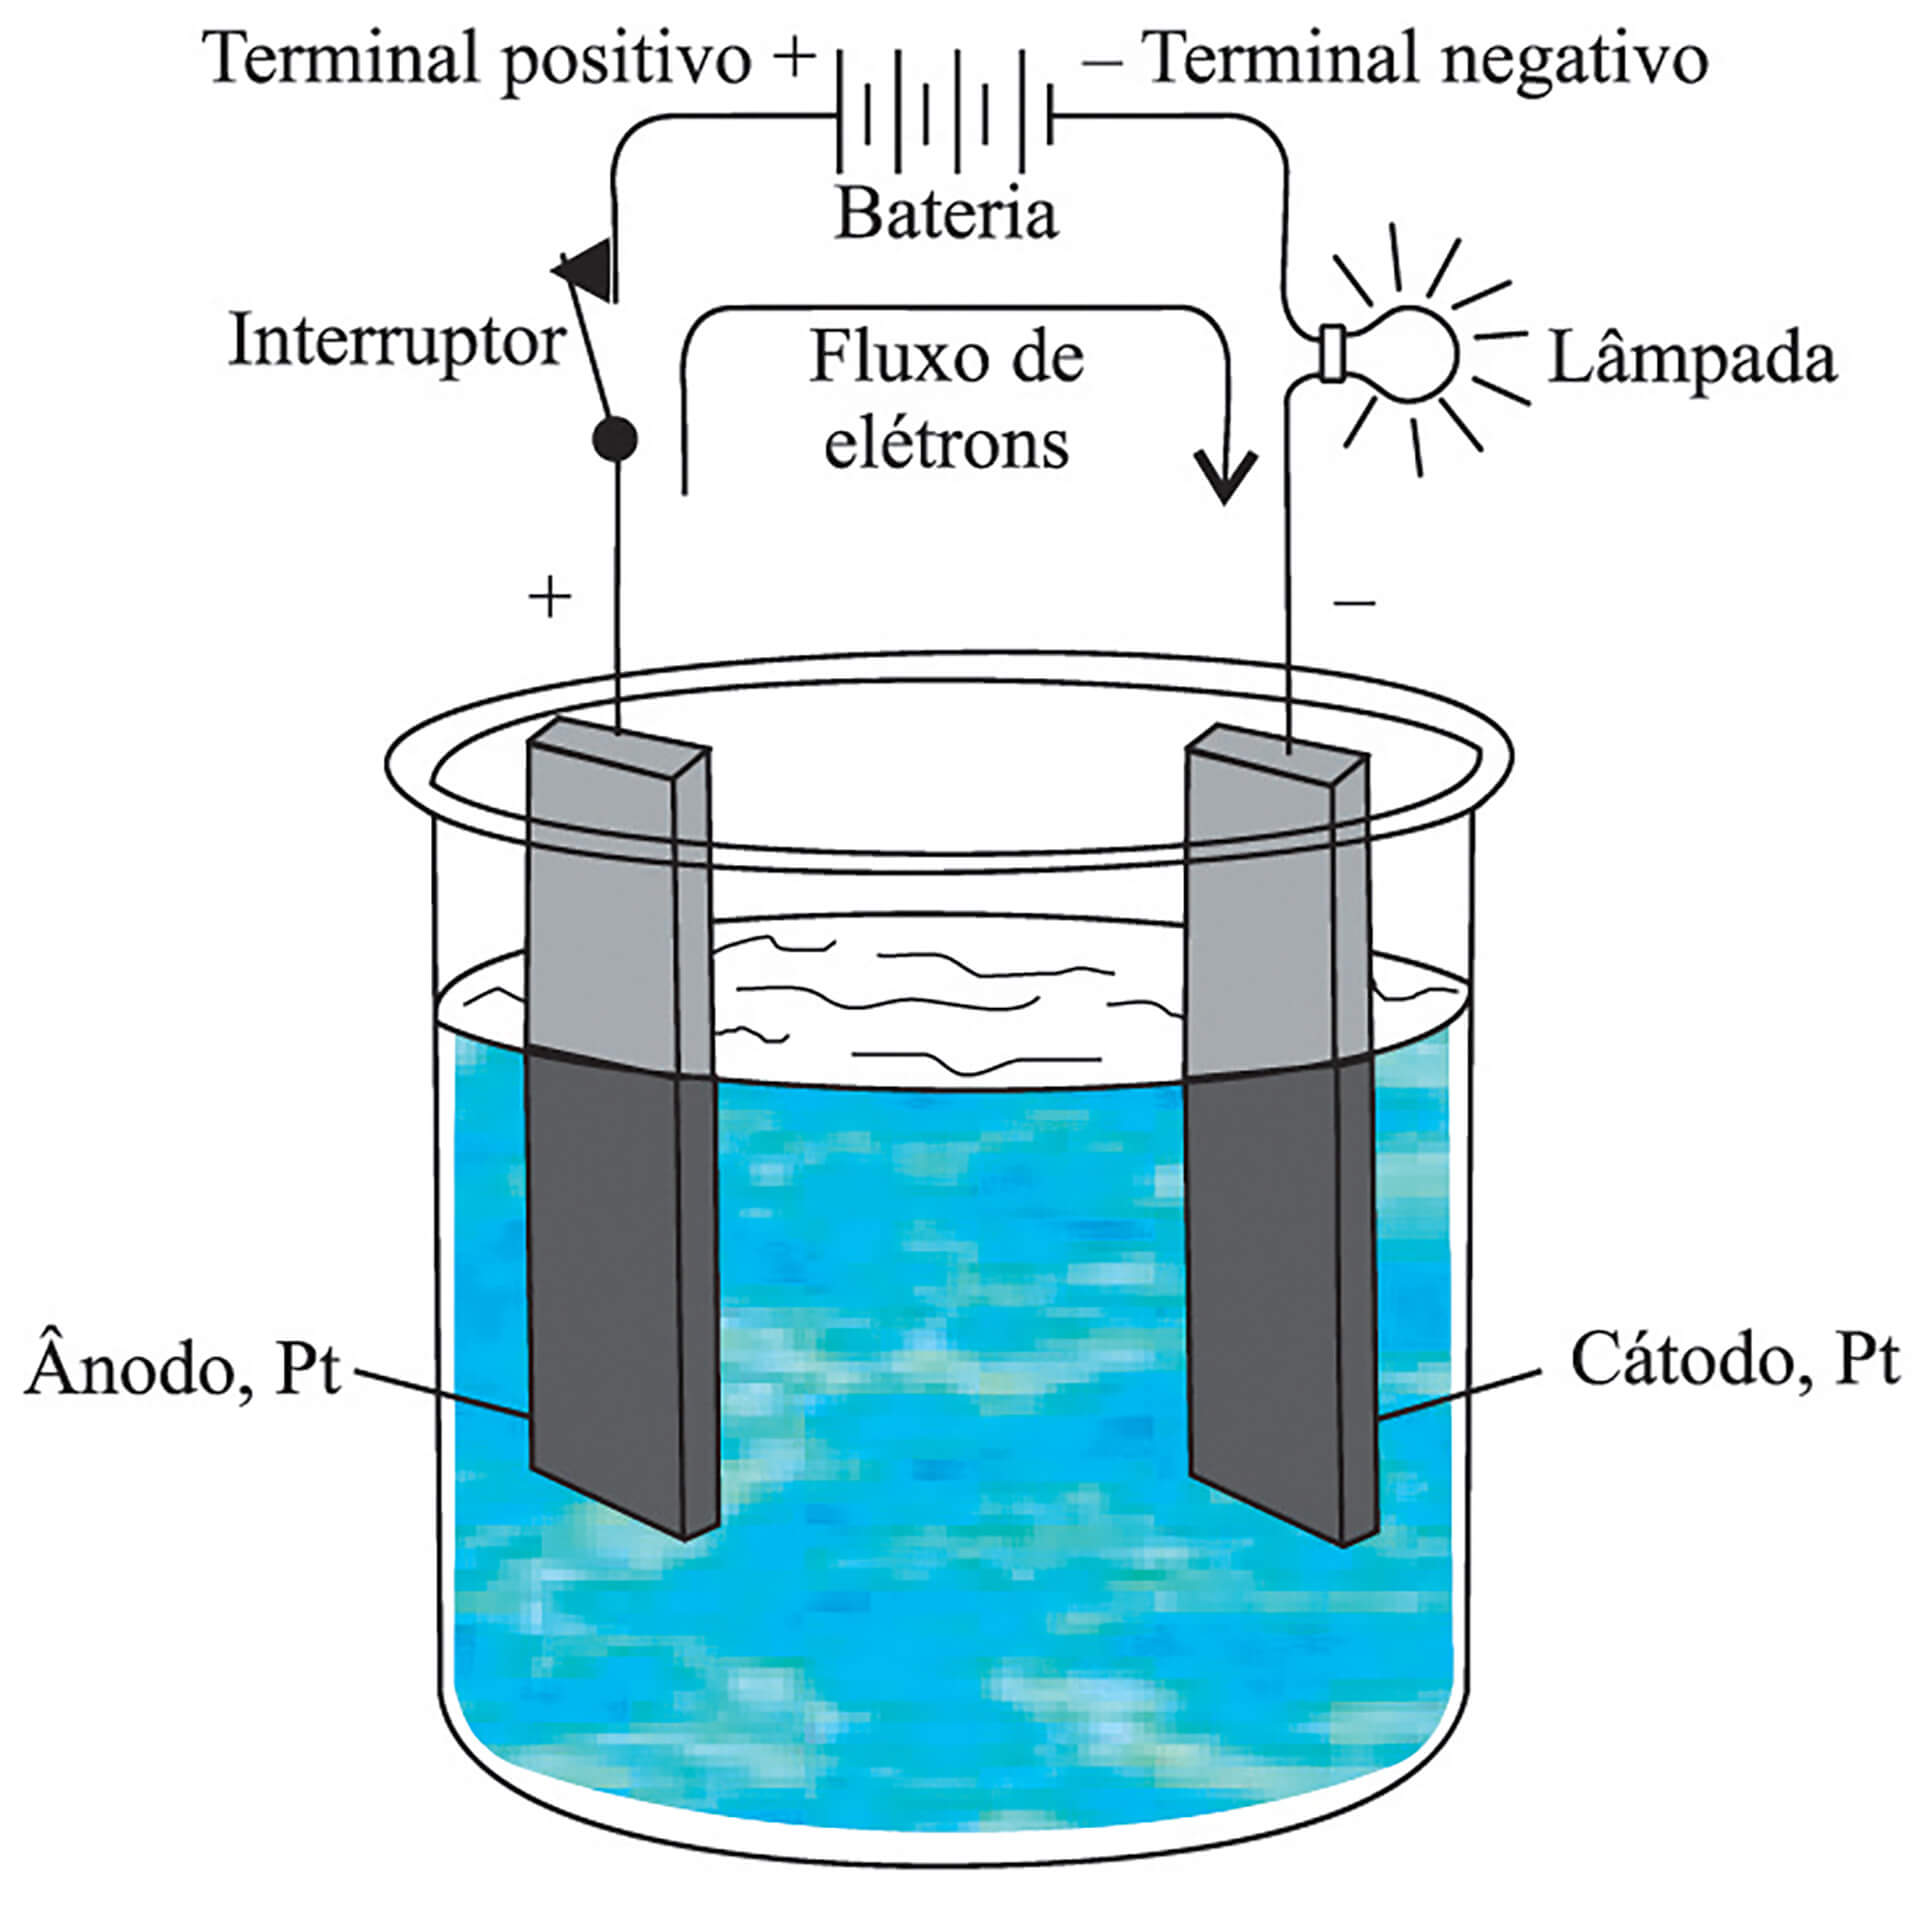 Terminal positivo +
– Terminal negativo
Bateria
Interruptor
Fluxo de
elétrons
Lâmpada
+
–
Ânodo, Pt
Cátodo, Pt